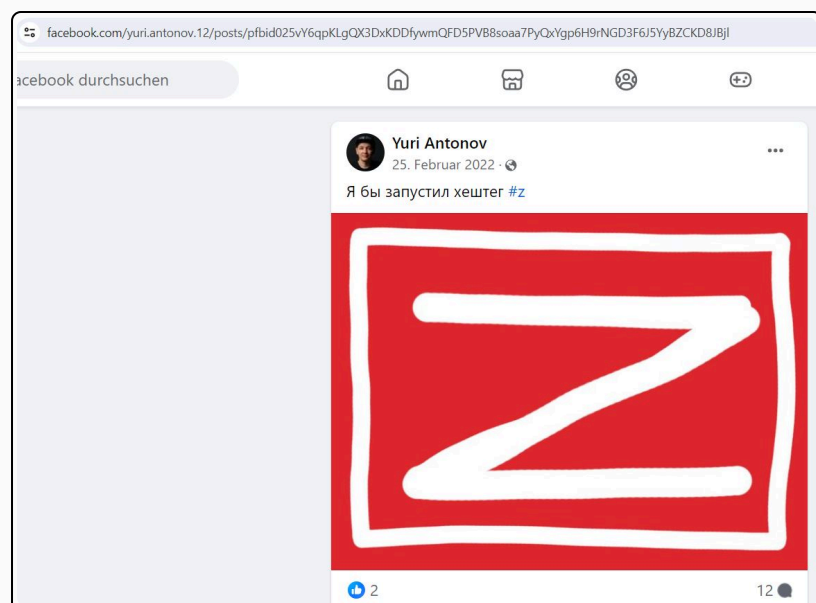 facebook.com/yuri.antonov.12/posts/pfbid025vY6qpKLgQX3DxKDDfywmQFD5PVB8soaa7PyQxYgp6H9rNGD3F6J5YyBZCKD8JBjl
acebook durchsuchen
Yuri Antonov
25. Februar 2022 ·
Я бы запустил хештег #z
Z
2
12